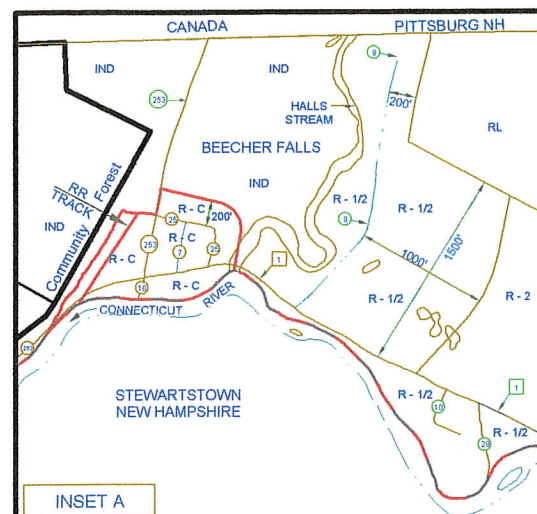 CANADA
PITTSBURG NH
IND
IND
9
200'
253
HALLS
STREAM
BEECHER FALLS
RL
RR
TRACK
Community Forest
IND
IND
R - 1/2
R - 1/2
R - C
200'
25
9
253
R - C
7
25
1000'
1500'
R - C
1
R - C
10
R - 1/2
R - 2
CONNECTICUT
RIVER
253
STEWARTSTOWN
NEW HAMPSHIRE
R - 1/2
10
1
R - 1/2
INSET A